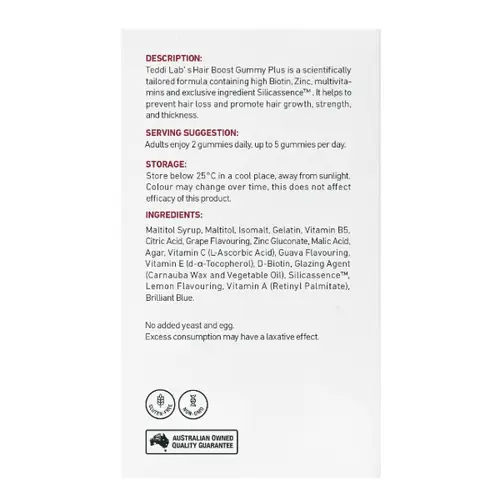 DESCRIPTION:
Teddi Lab's Hair Boost Gummy Plus is a scientifically
tailored formula containing high Biotin, Zinc, multivita-
mins and exclusive ingredient Silicassence™. It helps to
prevent hair loss and promote hair growth, strength,
and thickness.
SERVING SUGGESTION:
Adults enjoy 2 gummies daily, up to 5 gummies per day.
STORAGE:
Store below 25°C in a cool place, away from sunlight.
Colour may change over time, this does not affect
efficacy of this product.
INGREDIENTS:
Maltitol Syrup, Maltitol, Isomalt, Gelatin, Vitamin B5,
Citric Acid, Grape Flavouring, Zinc Gluconate, Malic Acid,
Agar, Vitamin C (L-Ascorbic Acid), Guava Flavouring,
Vitamin E (d-α-Tocopherol), D-Biotin, Glazing Agent
(Carnauba Wax and Vegetable Oil), Silicassence™,
Lemon Flavouring, Vitamin A (Retinyl Palmitate),
Brilliant Blue.
No added yeast and egg.
Excess consumption may have a laxative effect.
GLUTEN-FREE
NON-GMO
AUSTRALIAN OWNED
QUALITY GUARANTEE